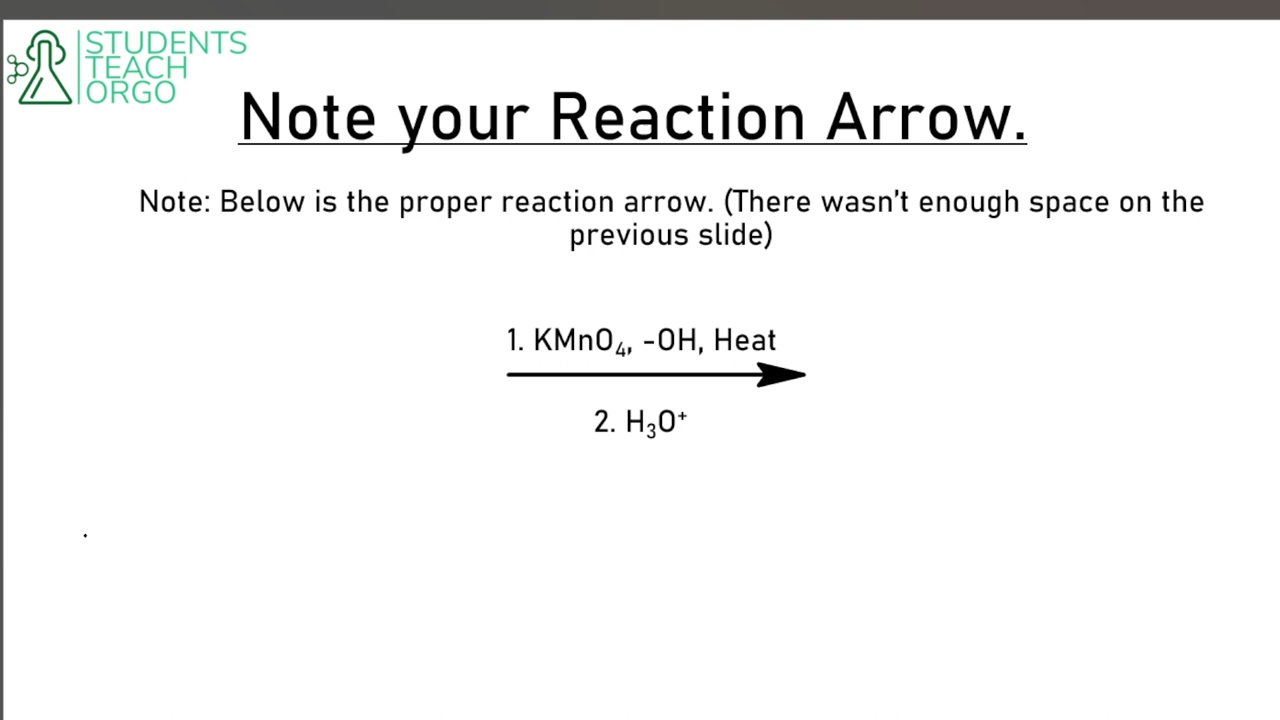 STUDENTS
TEACH
ORGO
Note your Reaction Arrow.
Note: Below is the proper reaction arrow. (There wasn't enough space on the
previous slide)
1. KMnO₄, -OH, Heat
2. H₃O⁺